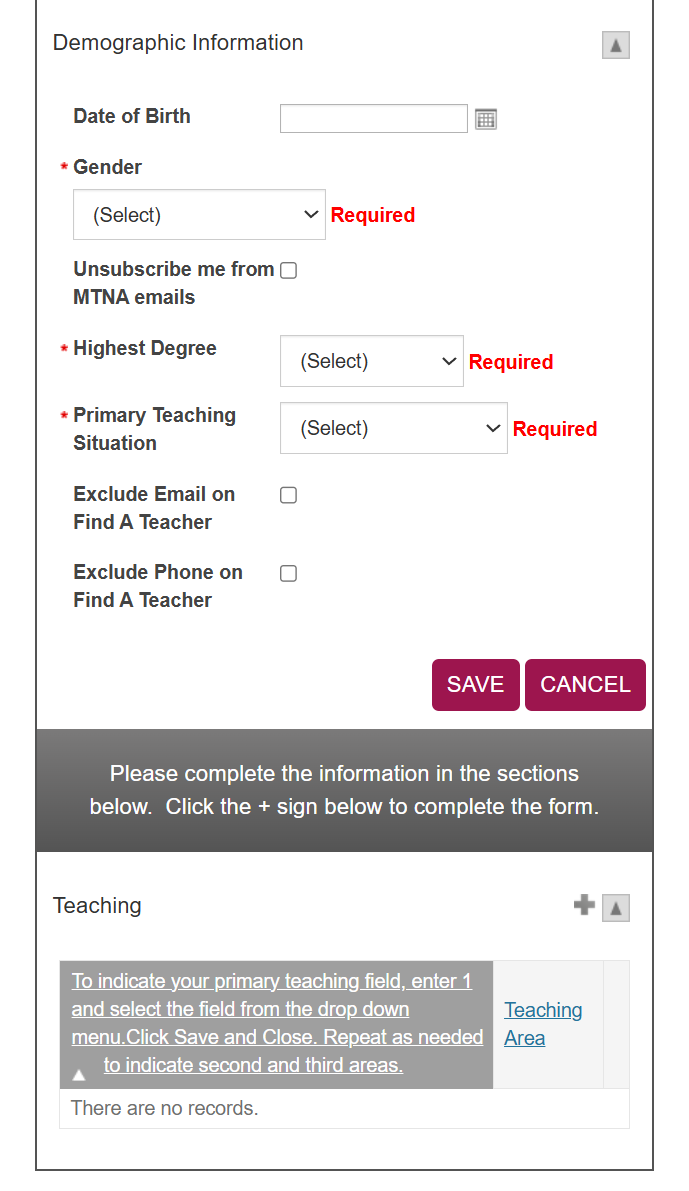 Demographic Information
Date of Birth
* Gender
(Select) Required
Unsubscribe me from
MTNA emails
* Highest Degree (Select) Required
* Primary Teaching
Situation
(Select) Required
Exclude Email on
Find A Teacher
Exclude Phone on
Find A Teacher
SAVE CANCEL
Please complete the information in the sections
below.  Click the + sign below to complete the form.
Teaching
To indicate your primary teaching field, enter 1
and select the field from the drop down
menu.Click Save and Close. Repeat as needed
to indicate second and third areas.
Teaching
Area
There are no records.